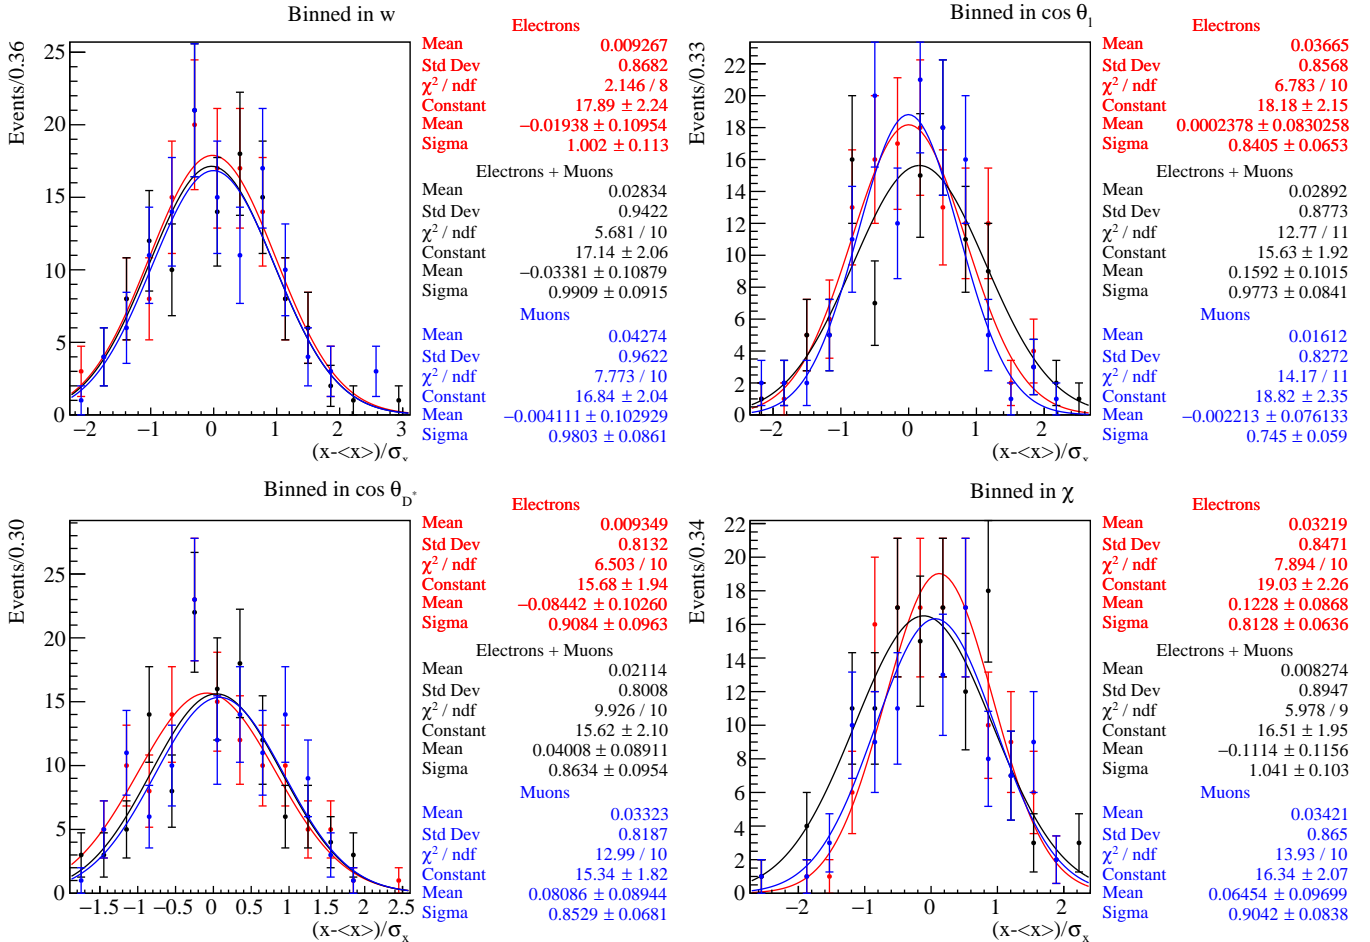 Binned in w
Events/0.36
25
20
15
10
5
0
−2 −1 0 1 2 3
(x-<x>)/σx
Electrons
Mean 0.009267
Std Dev 0.8682
χ² / ndf 2.146 / 8
Constant 17.89 ± 2.24
Mean −0.01938 ± 0.10954
Sigma 1.002 ± 0.113
Electrons + Muons
Mean 0.02834
Std Dev 0.9422
χ² / ndf 5.681 / 10
Constant 17.14 ± 2.06
Mean −0.03381 ± 0.10879
Sigma 0.9909 ± 0.0915
Muons
Mean 0.04274
Std Dev 0.9622
χ² / ndf 7.773 / 10
Constant 16.84 ± 2.04
Mean −0.004111 ± 0.102929
Sigma 0.9803 ± 0.0861
Binned in cos θl
Events/0.33
22
20
18
16
14
12
10
8
6
4
2
0
−2 −1 0 1 2
(x-<x>)/σx
Electrons
Mean 0.03665
Std Dev 0.8568
χ² / ndf 6.783 / 10
Constant 18.18 ± 2.15
Mean 0.0002378 ± 0.0830258
Sigma 0.8405 ± 0.0653
Electrons + Muons
Mean 0.02892
Std Dev 0.8773
χ² / ndf 12.77 / 11
Constant 15.63 ± 1.92
Mean 0.1592 ± 0.1015
Sigma 0.9773 ± 0.0841
Muons
Mean 0.01612
Std Dev 0.8272
χ² / ndf 14.17 / 11
Constant 18.82 ± 2.35
Mean −0.002213 ± 0.076133
Sigma 0.745 ± 0.059
Binned in cos θD*
Events/0.30
25
20
15
10
5
0
−1.5 −1 −0.5 0 0.5 1 1.5 2 2.5
(x-<x>)/σx
Electrons
Mean 0.009349
Std Dev 0.8132
χ² / ndf 6.503 / 10
Constant 15.68 ± 1.94
Mean −0.08442 ± 0.10260
Sigma 0.9084 ± 0.0963
Electrons + Muons
Mean 0.02114
Std Dev 0.8008
χ² / ndf 9.926 / 10
Constant 15.62 ± 2.10
Mean 0.04008 ± 0.08911
Sigma 0.8634 ± 0.0954
Muons
Mean 0.03323
Std Dev 0.8187
χ² / ndf 12.99 / 10
Constant 15.34 ± 1.82
Mean 0.08086 ± 0.08944
Sigma 0.8529 ± 0.0681
Binned in χ
Events/0.34
22
20
18
16
14
12
10
8
6
4
2
0
−2 −1 0 1 2
(x-<x>)/σx
Electrons
Mean 0.03219
Std Dev 0.8471
χ² / ndf 7.894 / 10
Constant 19.03 ± 2.26
Mean 0.1228 ± 0.0868
Sigma 0.8128 ± 0.0636
Electrons + Muons
Mean 0.008274
Std Dev 0.8947
χ² / ndf 5.978 / 9
Constant 16.51 ± 1.95
Mean −0.1114 ± 0.1156
Sigma 1.041 ± 0.103
Muons
Mean 0.03421
Std Dev 0.865
χ² / ndf 13.93 / 10
Constant 16.34 ± 2.07
Mean 0.06454 ± 0.09699
Sigma 0.9042 ± 0.0838